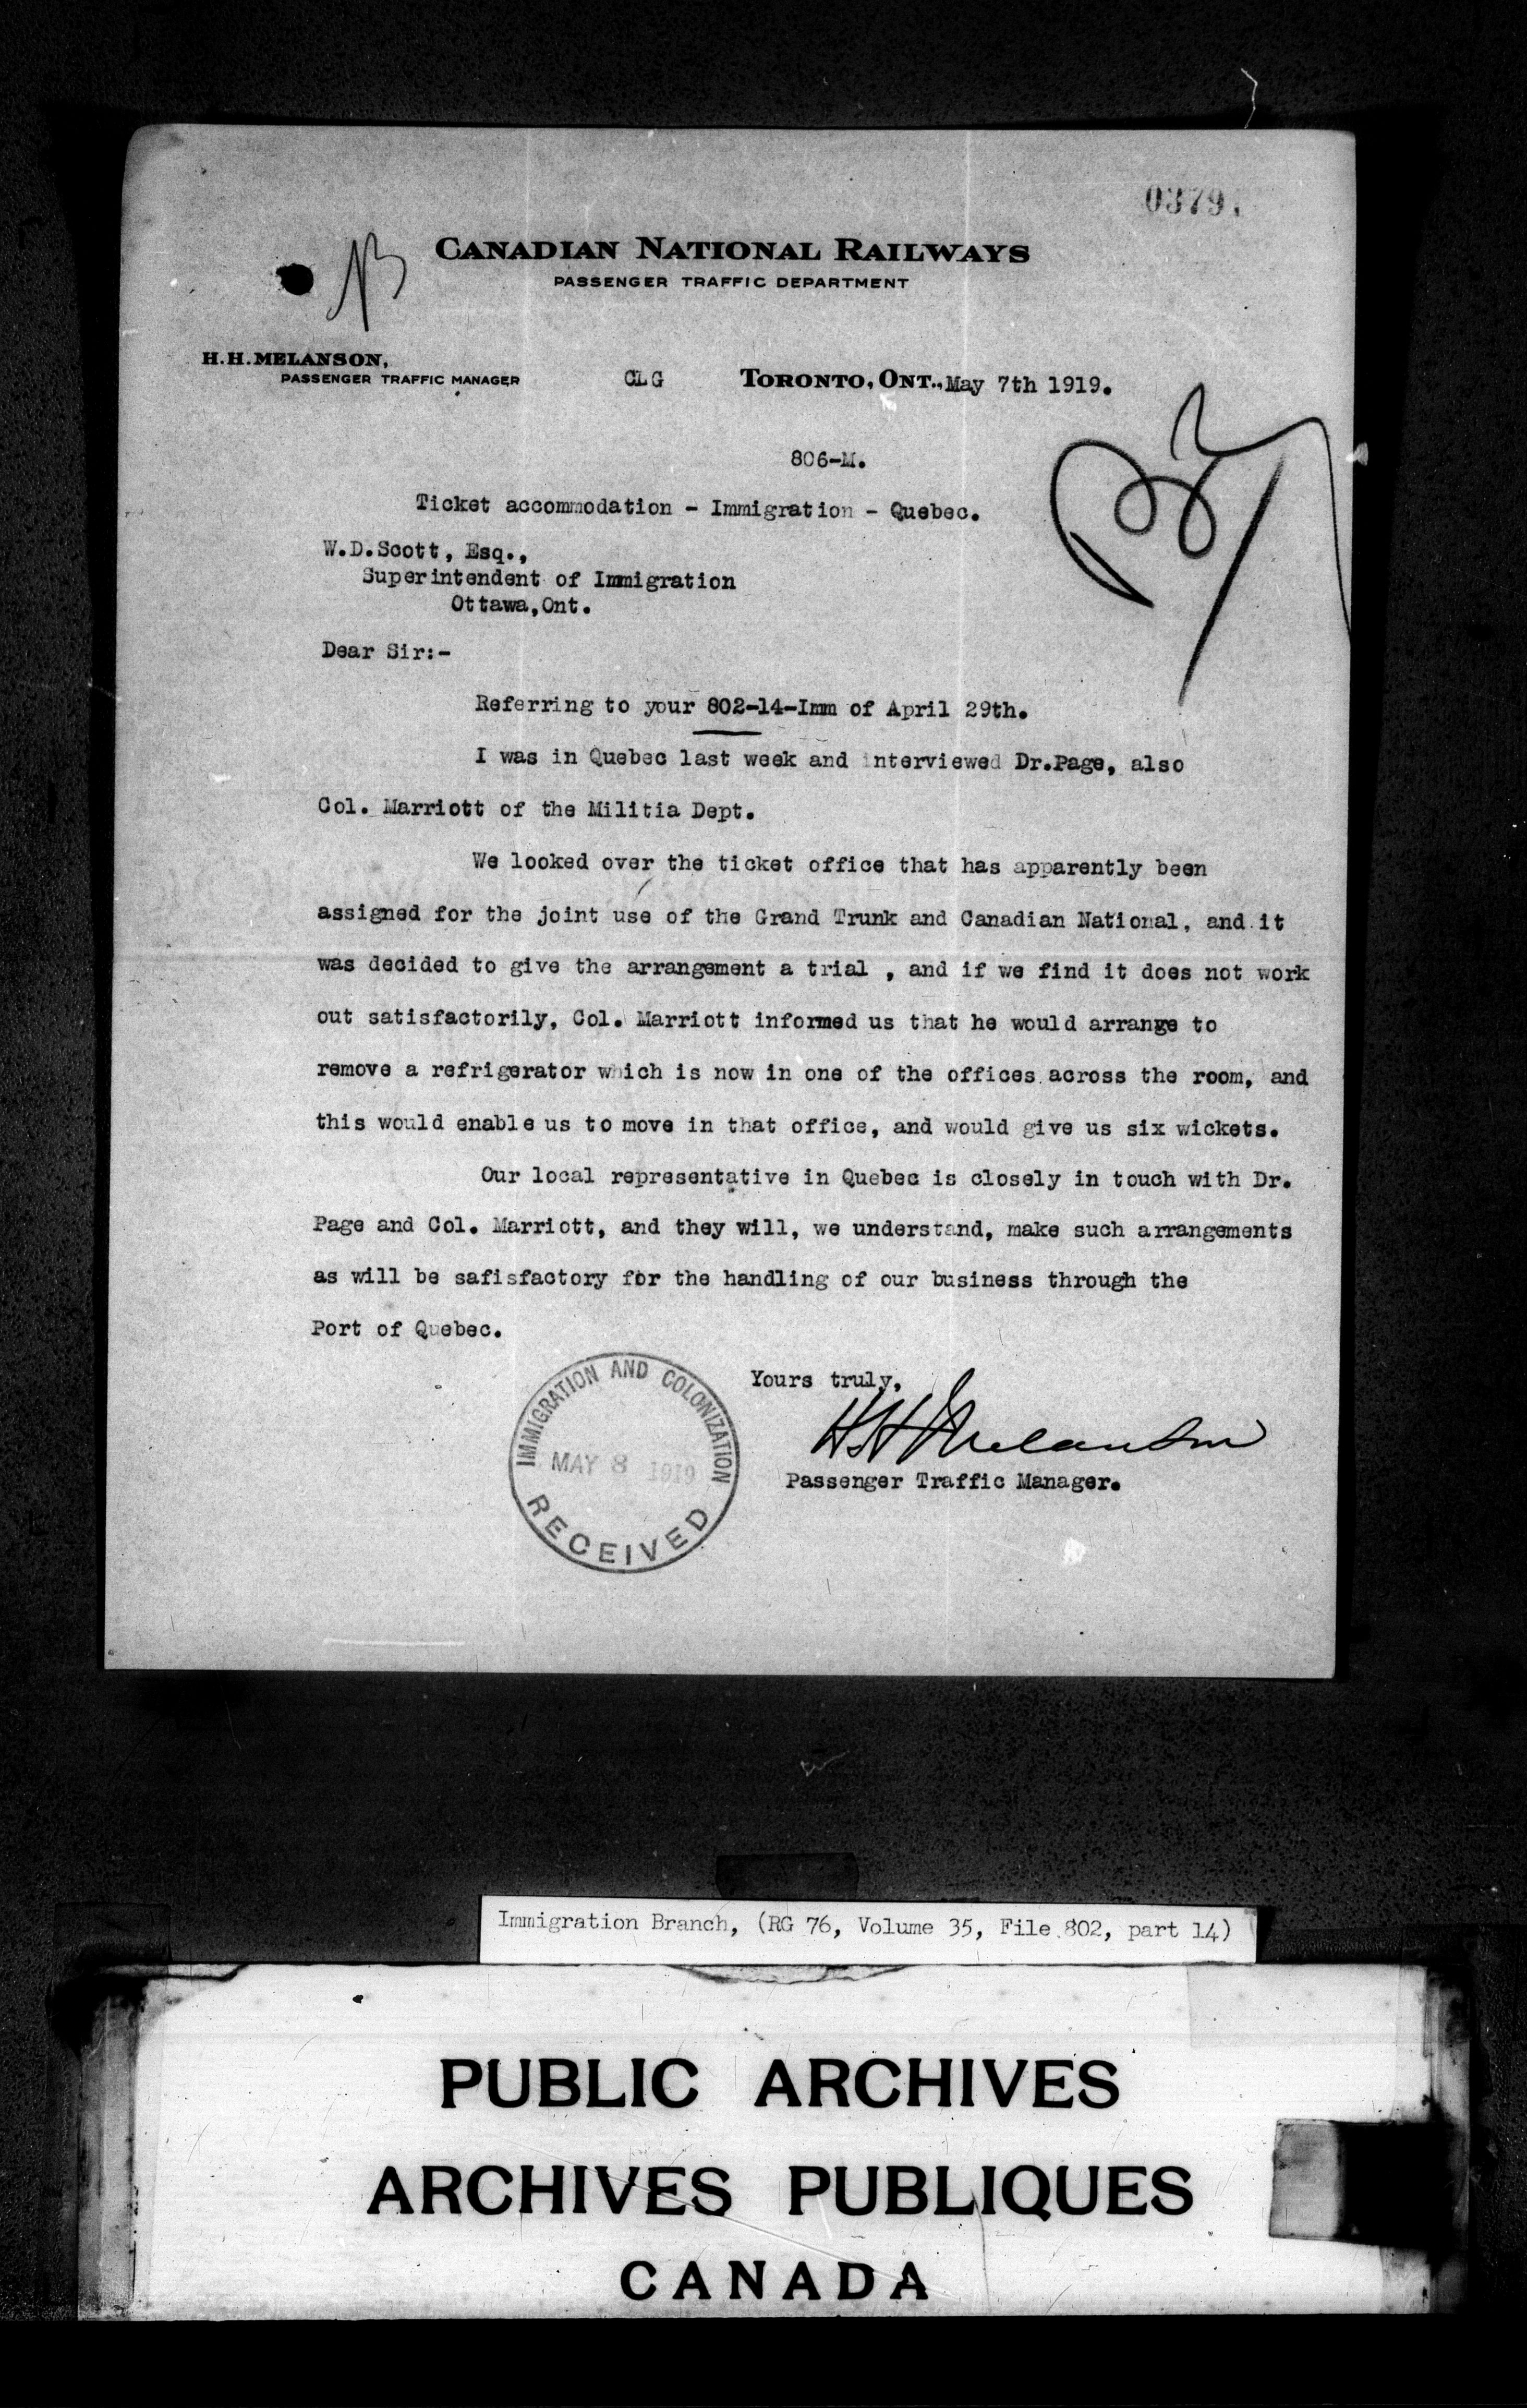 0379.
CANADIAN NATIONAL RAILWAYS
PASSENGER TRAFFIC DEPARTMENT
H.H. MELANSON,
PASSENGER TRAFFIC MANAGER
CLG
TORONTO, ONT., May 7th 1919.
806-M.
Ticket accommodation - Immigration - Quebec.
W.D.Scott, Esq.,
Superintendent of Immigration
Ottawa,Ont.
Dear Sir:-
Referring to your 802-14-Imm of April 29th.
I was in Quebec last week and interviewed Dr.Page, also
Col. Marriott of the Militia Dept.
We looked over the ticket office that has apparently been
assigned for the joint use of the Grand Trunk and Canadian National, and it
was decided to give the arrangement a trial , and if we find it does not work
out satisfactorily, Col. Marriott informed us that he would arrange to
remove a refrigerator which is now in one of the offices across the room, and
this would enable us to move in that office, and would give us six wickets.
Our local representative in Quebec is closely in touch with Dr.
Page and Col. Marriott, and they will, we understand, make such arrangements
as will be safisfactory for the handling of our business through the
Port of Quebec.
Yours truly,
H H Melanson
Passenger Traffic Manager.
IMMIGRATION AND COLONIZATION
MAY 8 1919
RECEIVED
Immigration Branch, (RG 76, Volume 35, File 802, part 14)
PUBLIC ARCHIVES
ARCHIVES PUBLIQUES
CANADA